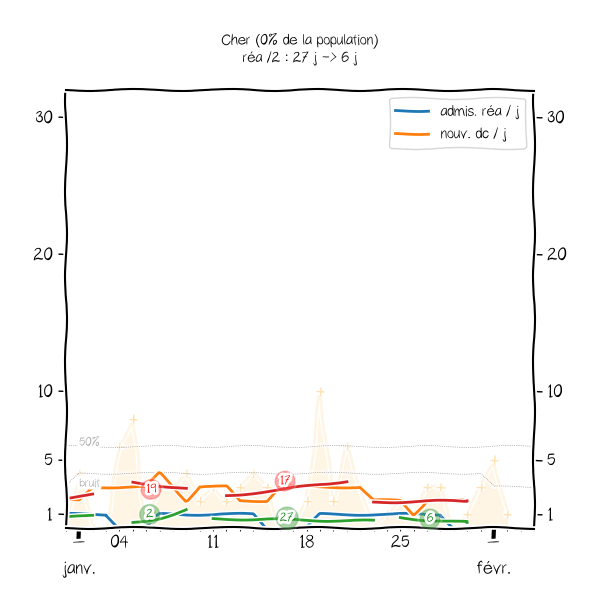 Cher (0% de la population)
réa /2 : 27 j -> 6 j
admis. réa / j
nouv. dc / j
30
30
20
20
10
10
50%
5
5
bruit
19
17
2
27
6
1
1
04
11
18
25
janv.
févr.